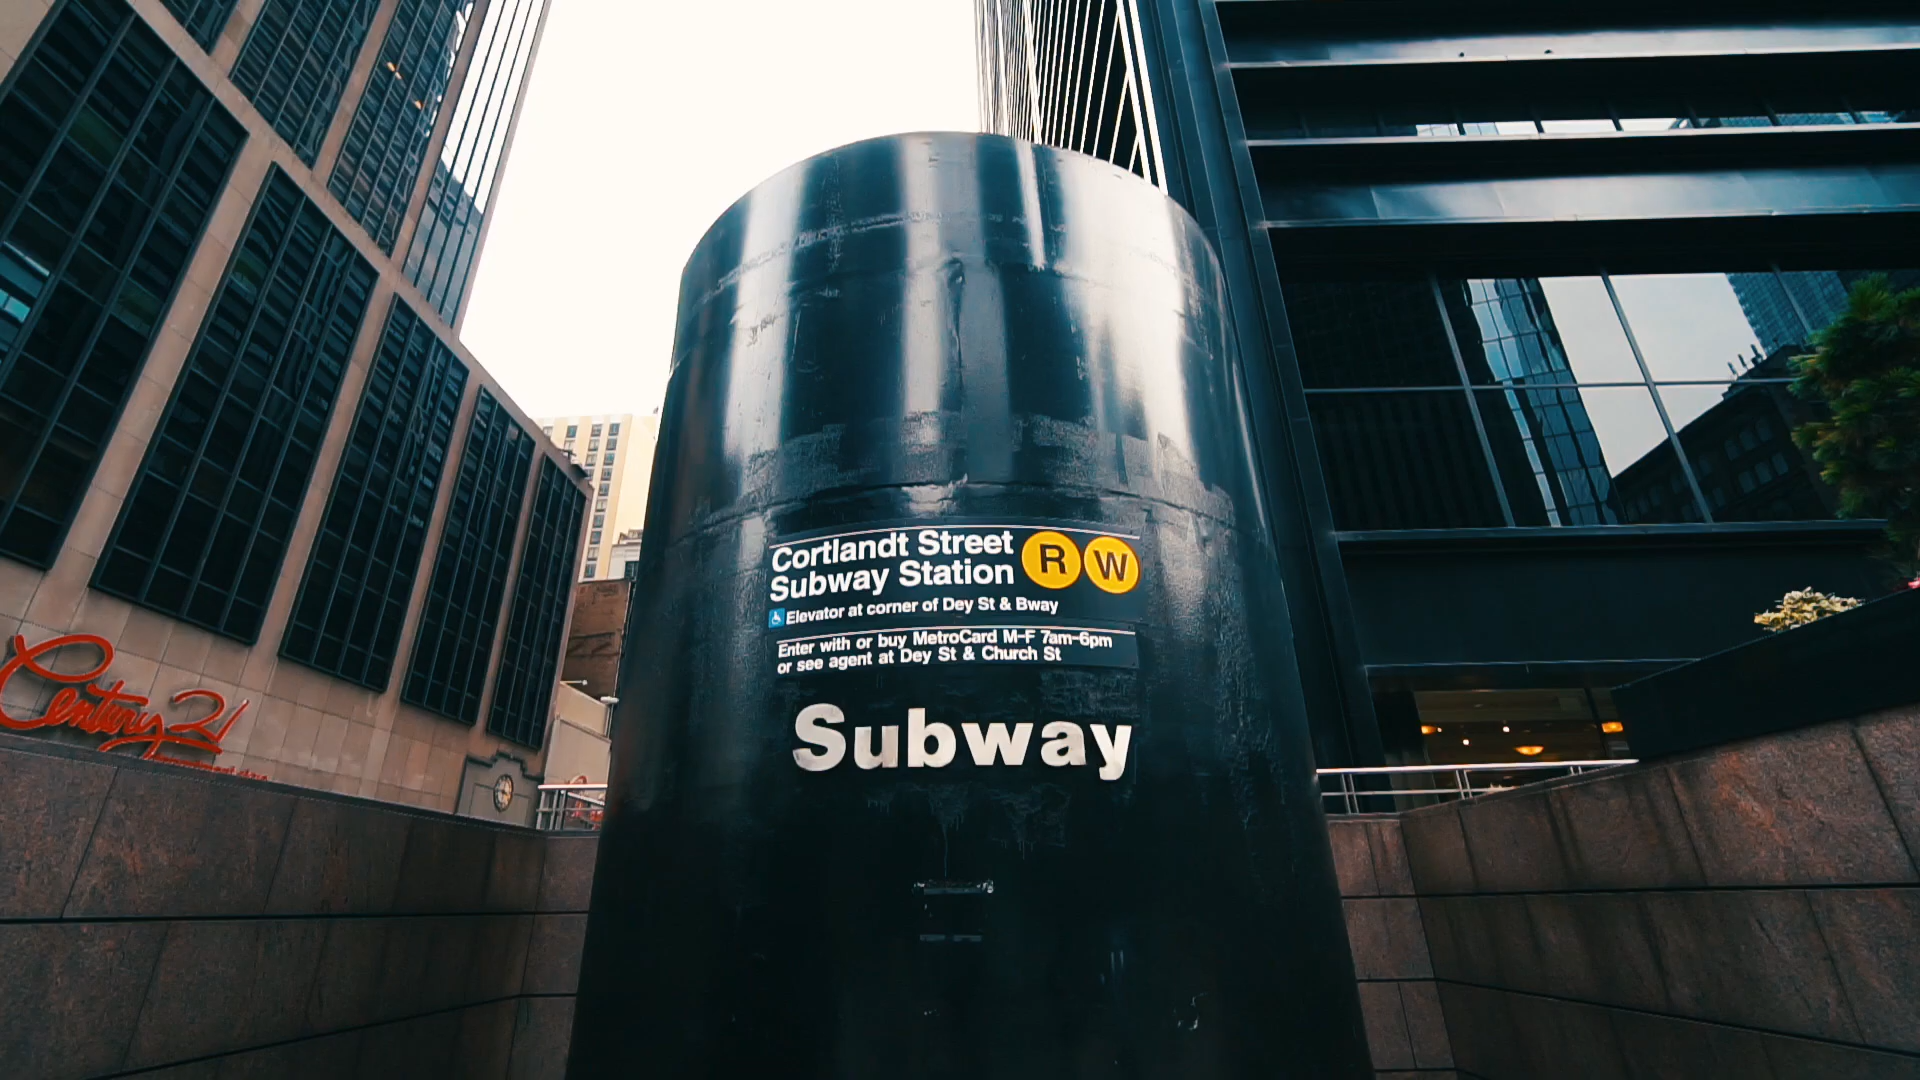 Cortlandt Street
Subway Station
R W
Elevator at corner of Dey St & Bway
Enter with or buy MetroCard M-F 7am-6pm
or see agent at Dey St & Church St
Subway
Century 21